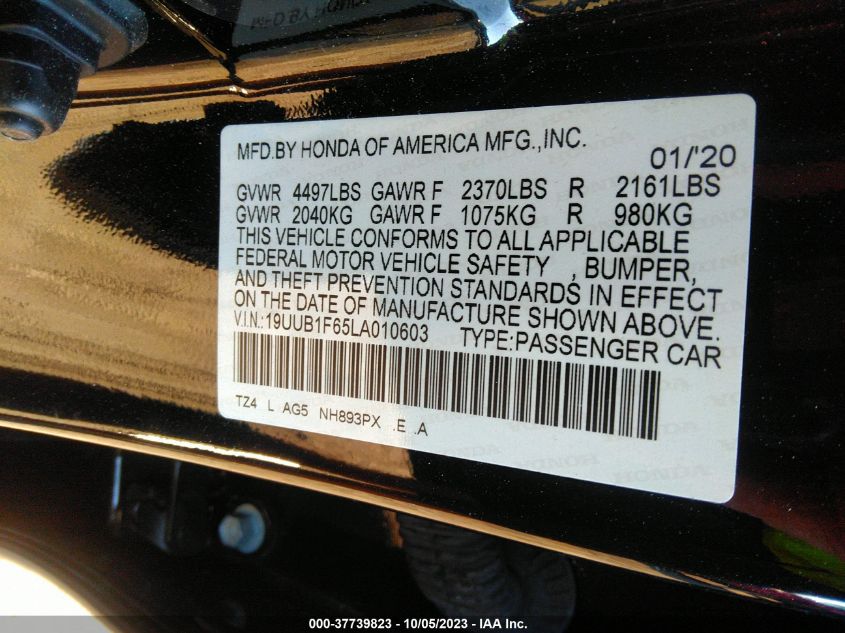 MFD.BY HONDA OF AMERICA MFG.,INC.
01/'20
GVWR 4497LBS GAWR F 2370LBS R 2161LBS
GVWR 2040KG GAWR F 1075KG R 980KG
THIS VEHICLE CONFORMS TO ALL APPLICABLE
FEDERAL MOTOR VEHICLE SAFETY , BUMPER,
AND THEFT PREVENTION STANDARDS IN EFFECT
ON THE DATE OF MANUFACTURE SHOWN ABOVE.
V.I.N.:19UUB1F65LA010603 TYPE:PASSENGER CAR
TZ4 L AG5 NH893PX .E .A
000-37739823 - 10/05/2023 - IAA Inc.